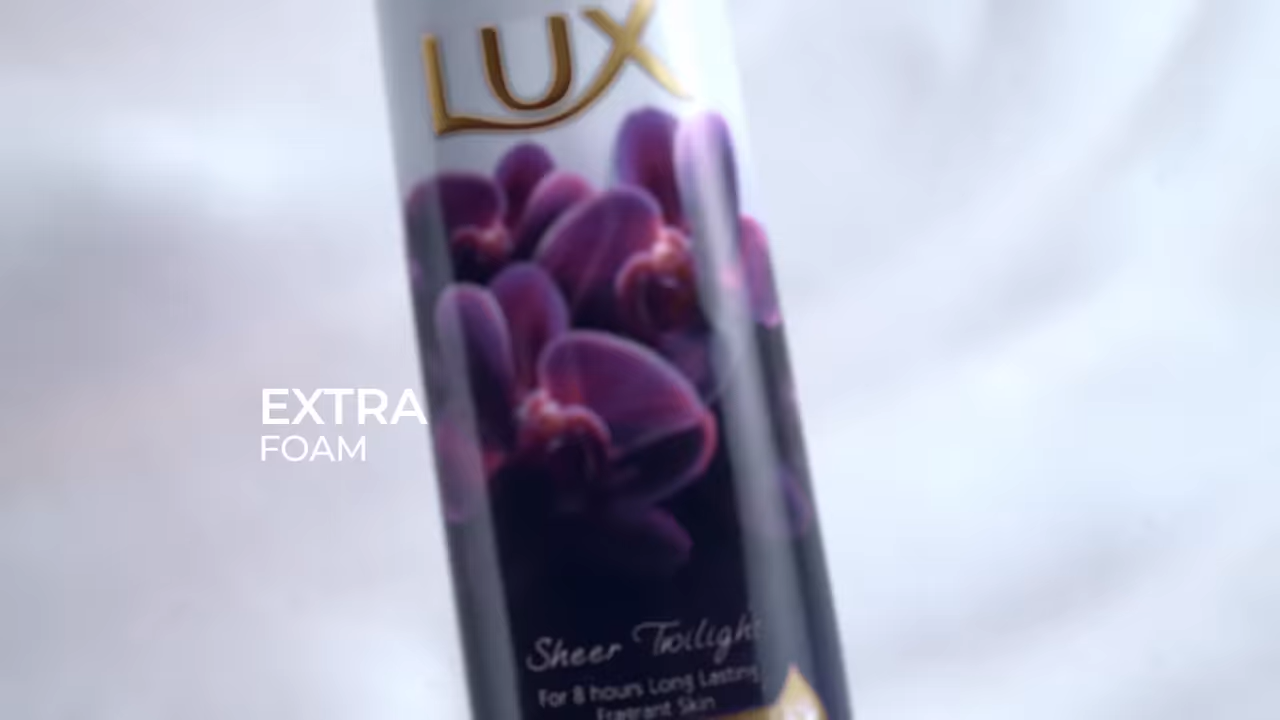 LUX
EXTRA
FOAM
Sheer Twilight
For 8 hours Long Lasting
Fragrant Skin